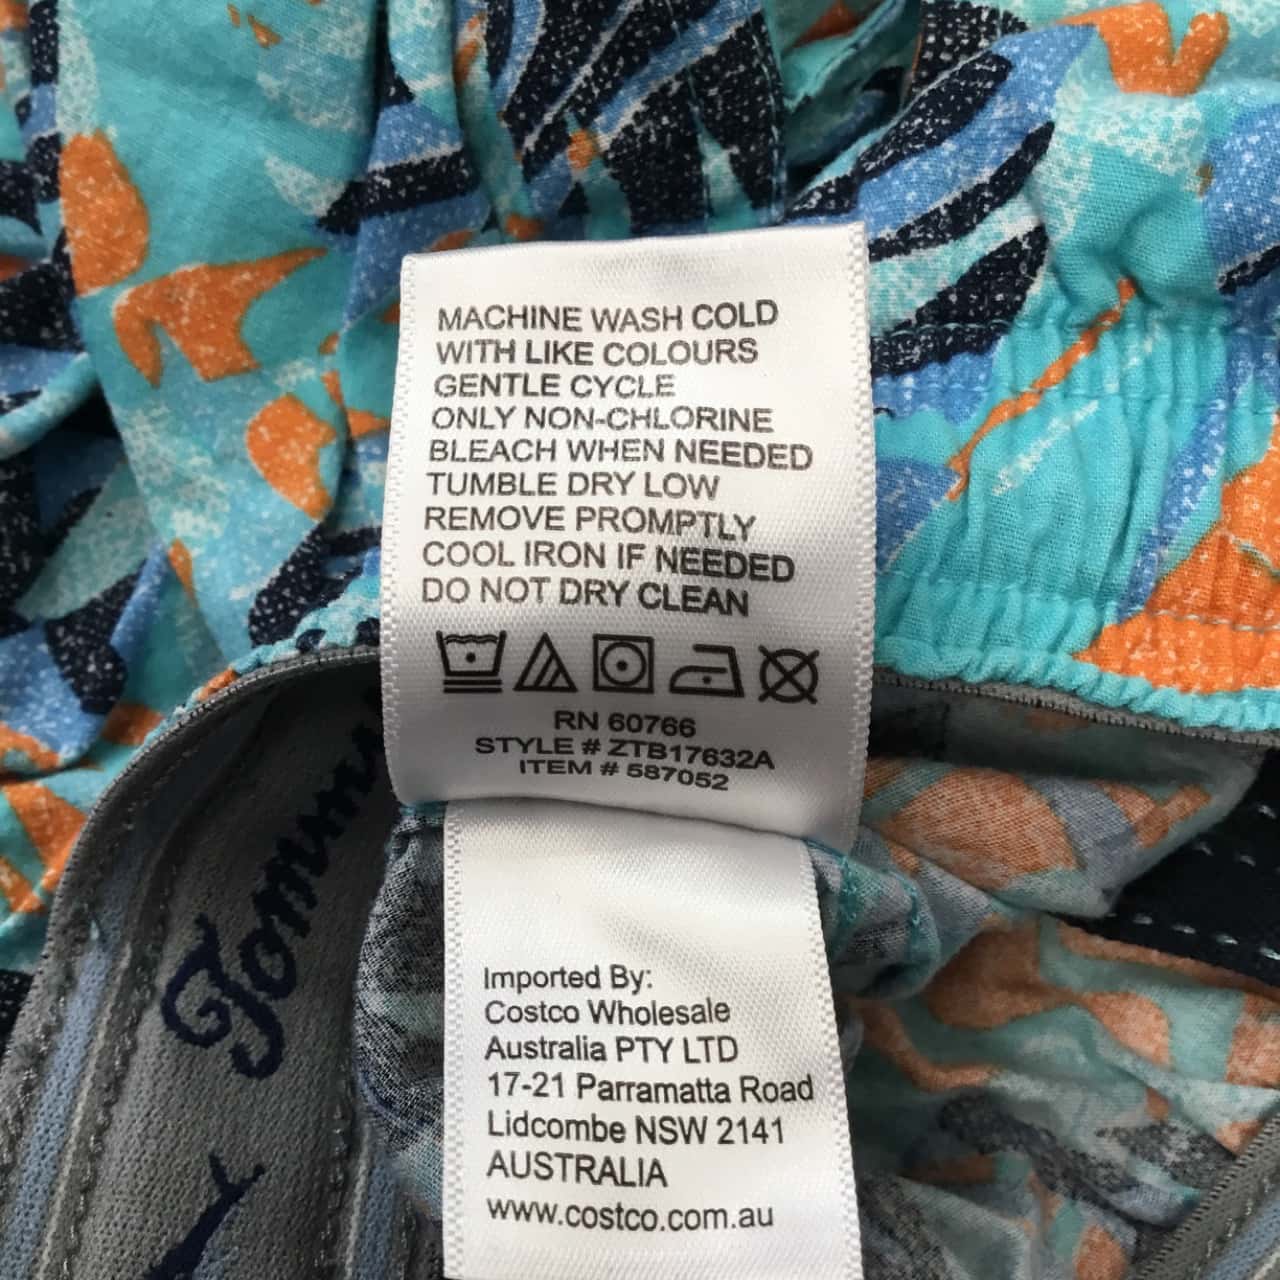 MACHINE WASH COLD
WITH LIKE COLOURS
GENTLE CYCLE
ONLY NON-CHLORINE
BLEACH WHEN NEEDED
TUMBLE DRY LOW
REMOVE PROMPTLY
COOL IRON IF NEEDED
DO NOT DRY CLEAN
RN 60766
STYLE # ZTB17632A
ITEM # 587052
Imported By:
Costco Wholesale
Australia PTY LTD
17-21 Parramatta Road
Lidcombe NSW 2141
AUSTRALIA
www.costco.com.au